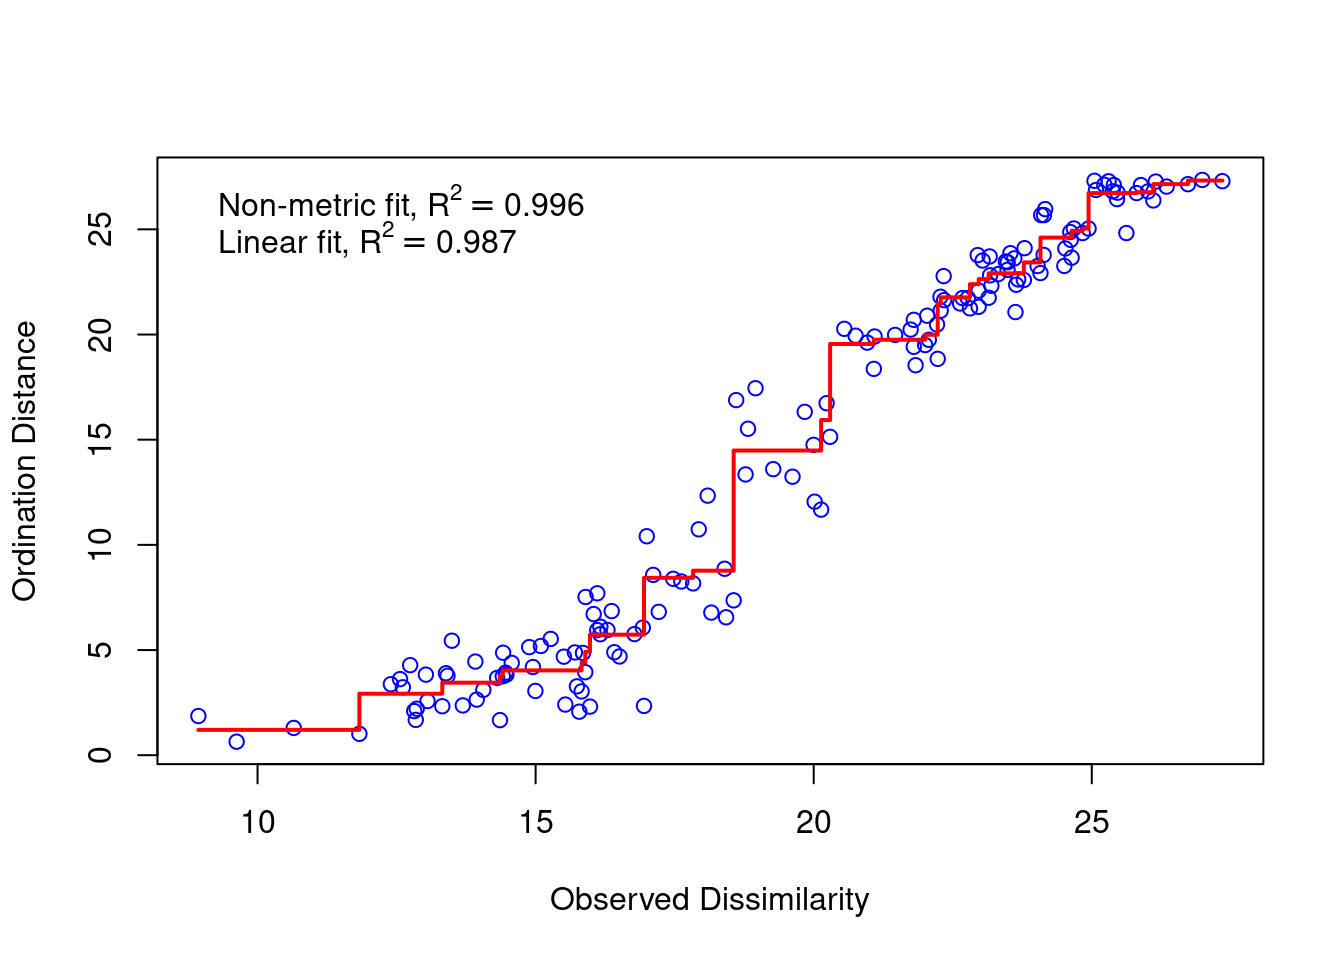 Non-metric fit, R² = 0.996
Linear fit, R² = 0.987
Ordination Distance
0 5 10 15 20 25
10 15 20 25
Observed Dissimilarity